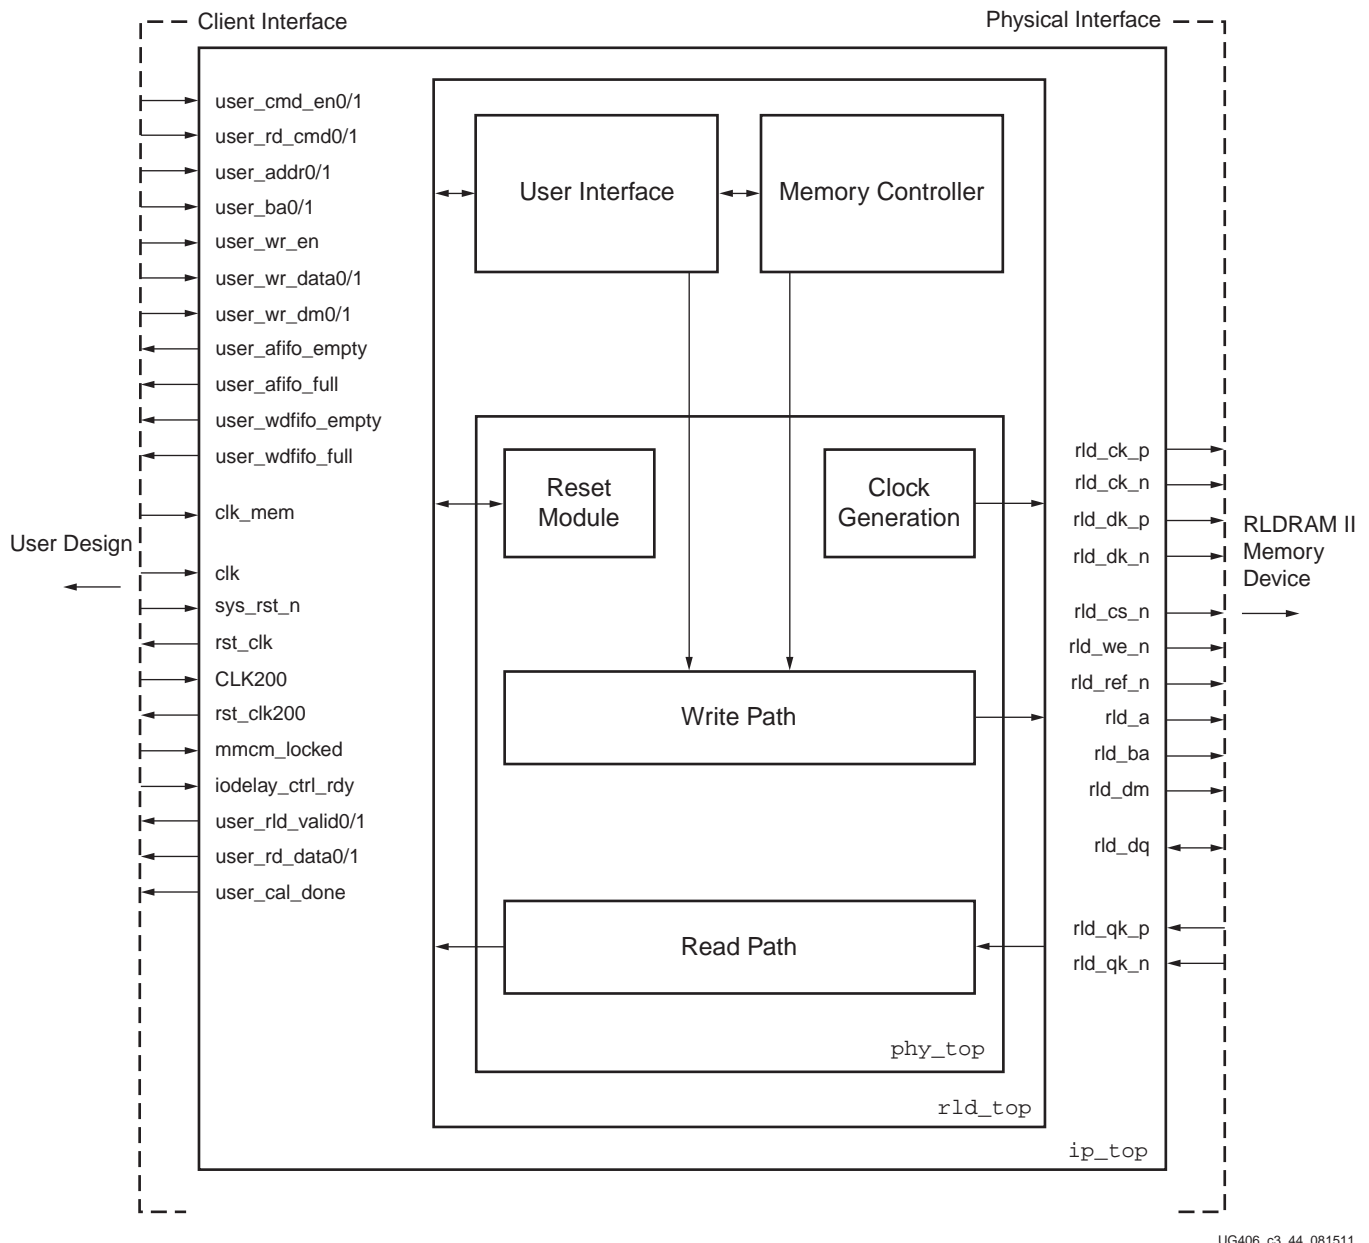 Client Interface
Physical Interface
user_cmd_en0/1
user_rd_cmd0/1
user_addr0/1
user_ba0/1
user_wr_en
user_wr_data0/1
user_wr_dm0/1
user_afifo_empty
user_afifo_full
user_wdfifo_empty
user_wdfifo_full
clk_mem
User Design
clk
sys_rst_n
rst_clk
CLK200
rst_clk200
mmcm_locked
iodelay_ctrl_rdy
user_rld_valid0/1
user_rd_data0/1
user_cal_done
User Interface
Memory Controller
Reset
Module
Clock
Generation
Write Path
Read Path
phy_top
rld_top
ip_top
rld_ck_p
rld_ck_n
rld_dk_p
rld_dk_n
rld_cs_n
rld_we_n
rld_ref_n
rld_a
rld_ba
rld_dm
rld_dq
rld_qk_p
rld_qk_n
RLDRAM II
Memory
Device
UG406_c3_44_081511